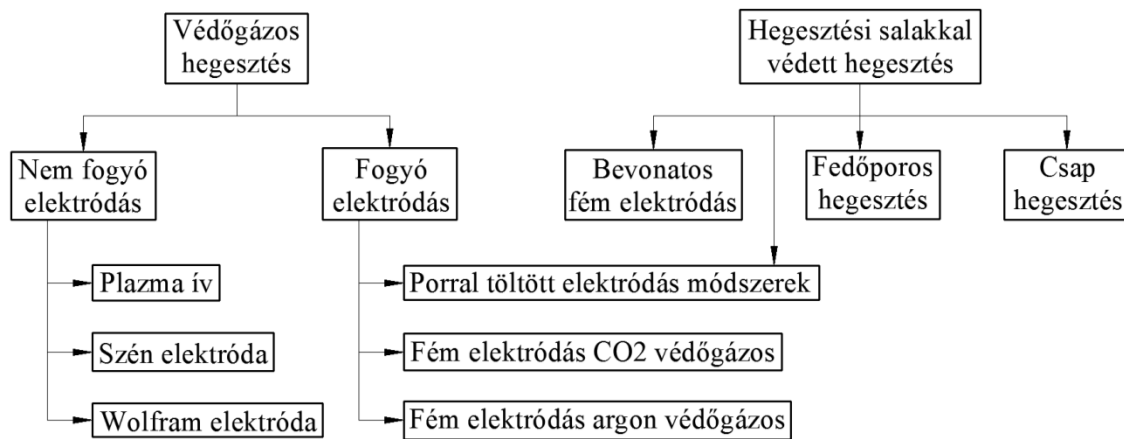 Védőgázos
hegesztés
Hegesztési salakkal
védett hegesztés
Nem fogyó
elektródás
Fogyó
elektródás
Bevonatos
fém elektródás
Fedőporos
hegesztés
Csap
hegesztés
Plazma ív
Porral töltött elektródás módszerek
Szén elektróda
Fém elektródás CO2 védőgázos
Wolfram elektróda
Fém elektródás argon védőgázos